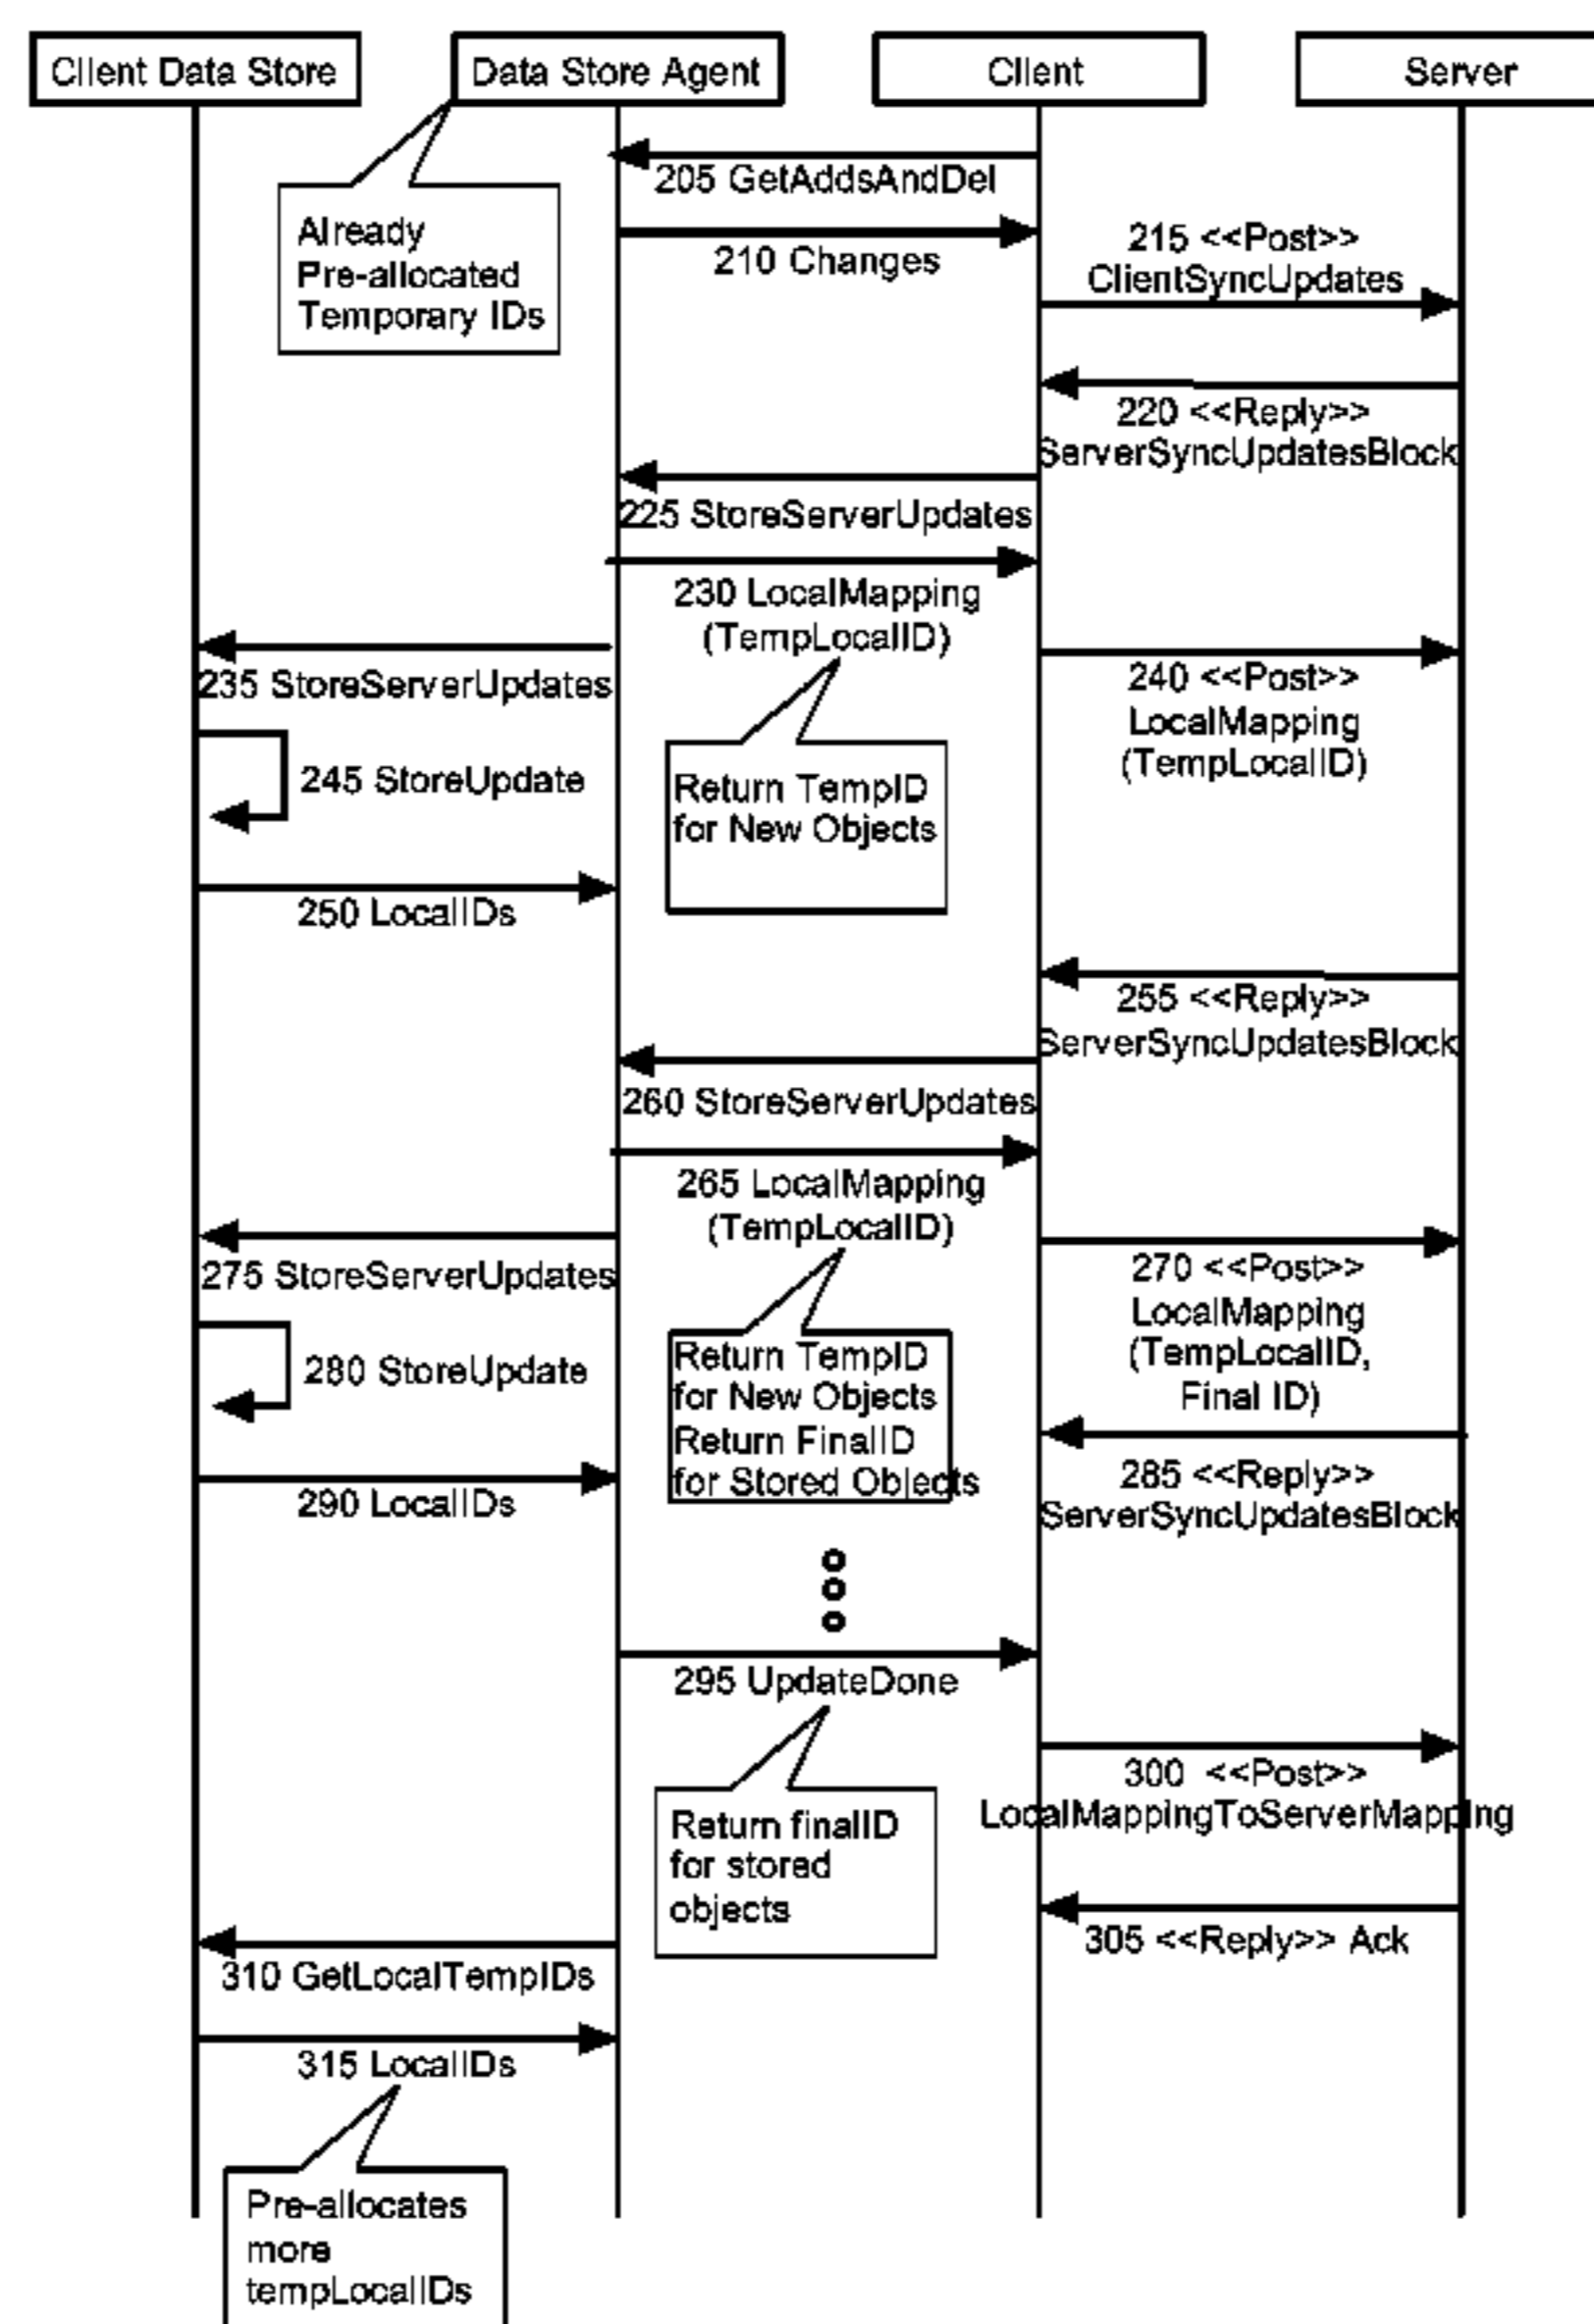 Client Data Store
Data Store Agent
Client
Server
205 GetAddsAndDel
Already
Pre-allocated
Temporary IDs
210 Changes
215 <<Post>>
ClientSyncUpdates
220 <<Reply>>
ServerSyncUpdatesBlock
225 StoreServerUpdates
230 LocalMapping
(TempLocalID)
235 StoreServerUpdates
240 <<Post>>
LocalMapping
(TempLocalID)
245 StoreUpdate
Return TempID
for New Objects
250 LocalIDs
255 <<Reply>>
ServerSyncUpdatesBlock
260 StoreServerUpdates
265 LocalMapping
(TempLocalID)
275 StoreServerUpdates
270 <<Post>>
LocalMapping
(TempLocalID,
Final ID)
280 StoreUpdate
Return TempID
for New Objects
Return FinalID
for Stored Objects
285 <<Reply>>
ServerSyncUpdatesBlock
290 LocalIDs
295 UpdateDone
300 <<Post>>
LocalMappingToServerMapping
Return finalID
for stored
objects
305 <<Reply>> Ack
310 GetLocalTempIDs
315 LocalIDs
Pre-allocates
more
tempLocalIDs